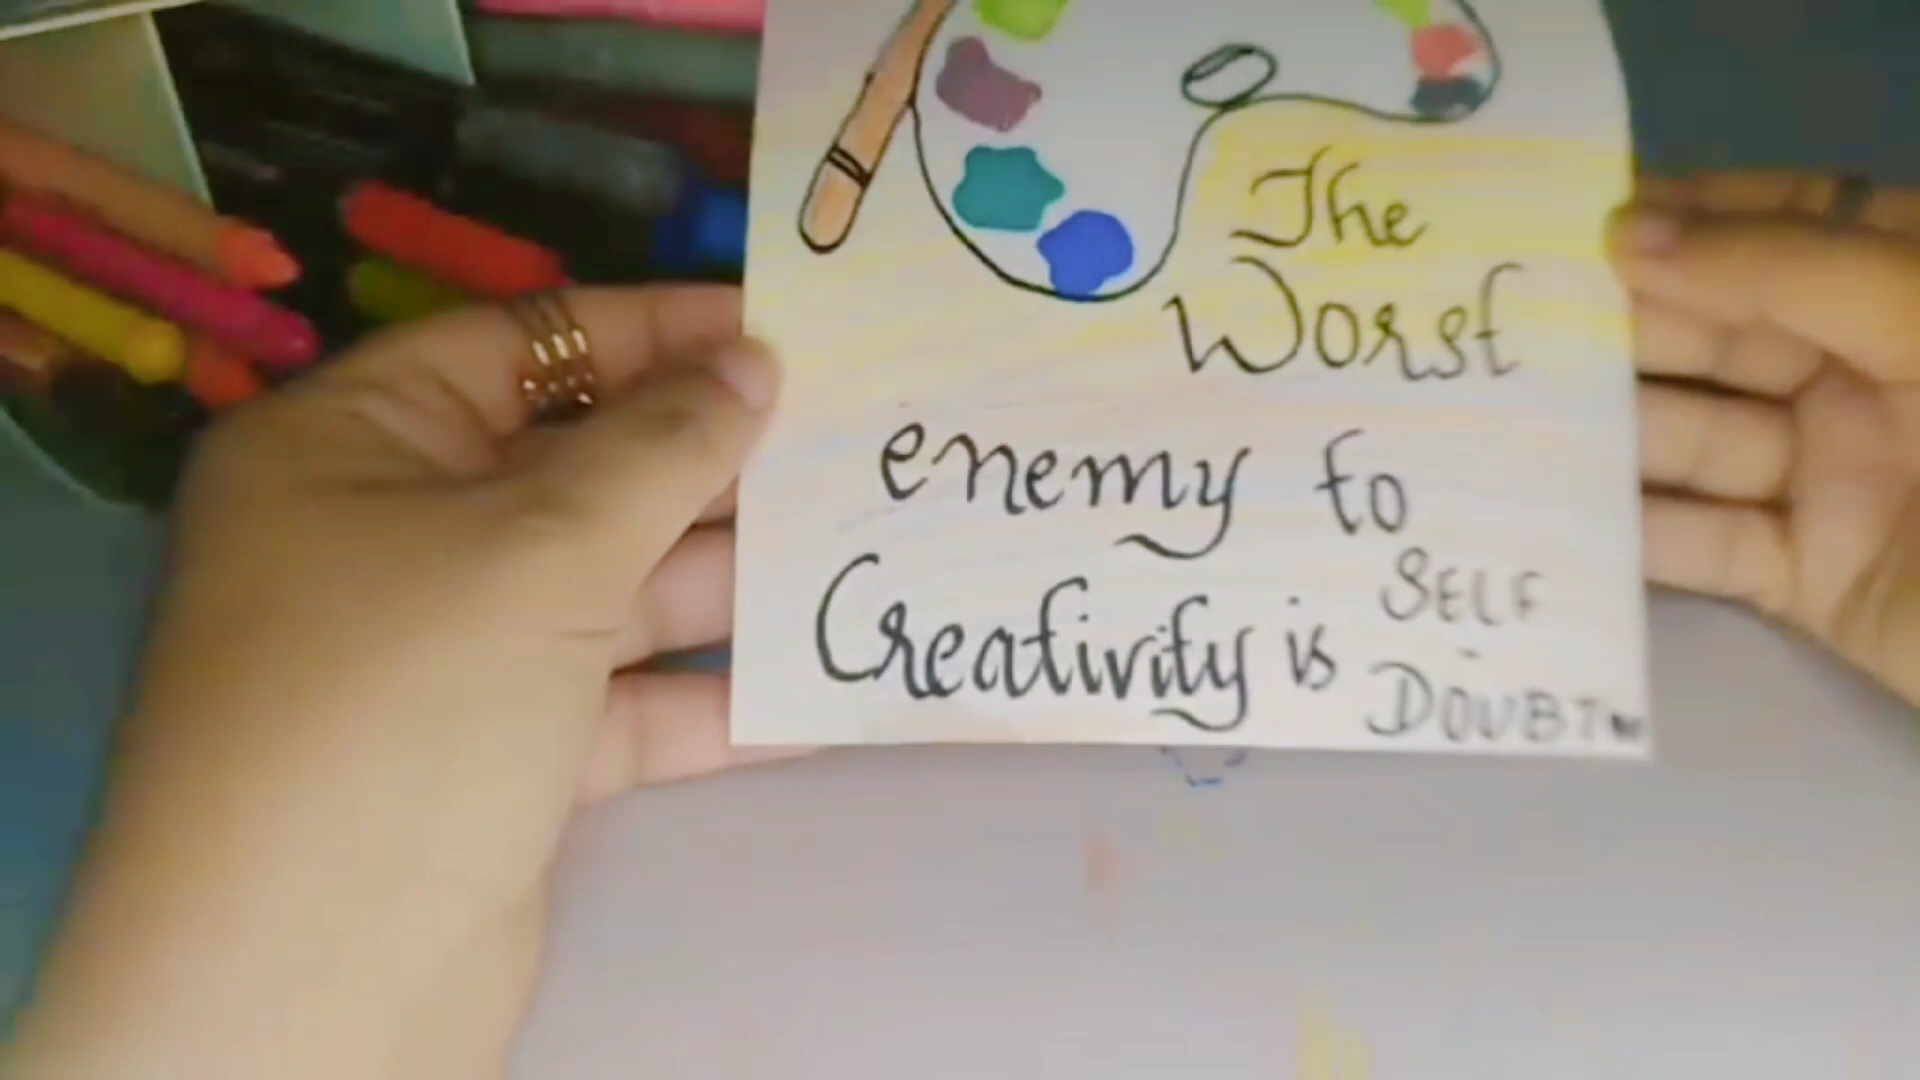 The
Worst
enemy to
Creativity is SELF
- DOUBT